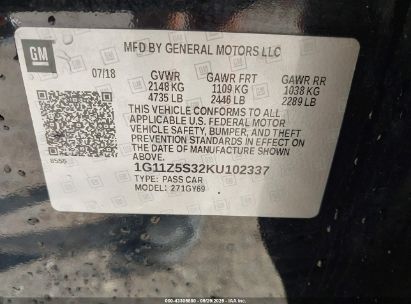 GM
MFD BY GENERAL MOTORS LLC
07/18 GVWR GAWR FRT GAWR RR
2148 KG 1109 KG 1038 KG
4735 LB 2446 LB 2289 LB
THIS VEHICLE CONFORMS TO ALL
APPLICABLE U.S. FEDERAL MOTOR
VEHICLE SAFETY, BUMPER, AND THEFT
PREVENTION STANDARDS IN EFFECT ON
THE DATE OF MANUFACTURE SHOWN ABOVE.
1G11Z5S32KU102337
TYPE: PASS CAR
MODEL: 271GY69